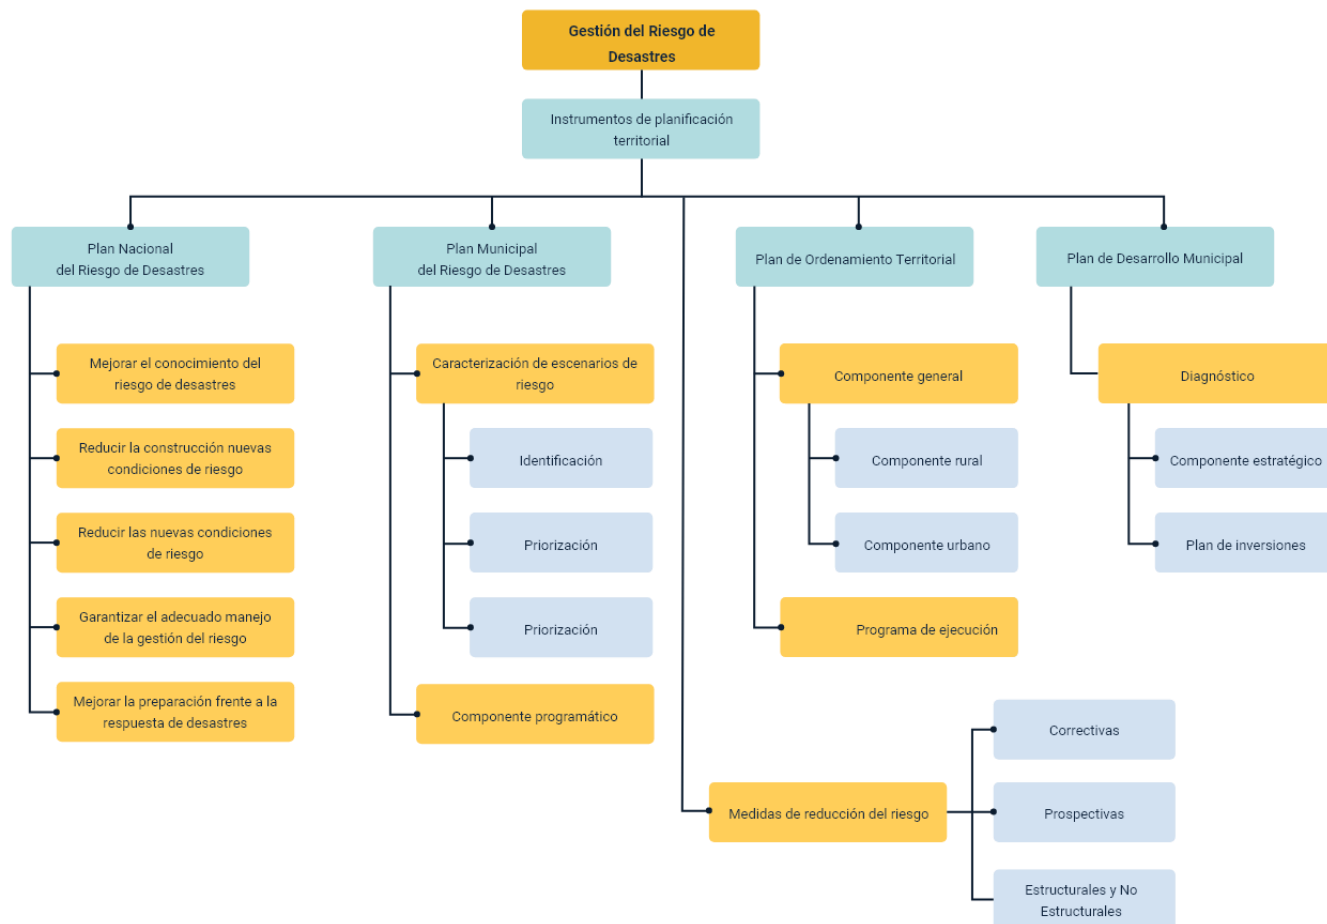 Gestión del Riesgo de
Desastres
Instrumentos de planificación
territorial
Plan Nacional
del Riesgo de Desastres
Plan Municipal
del Riesgo de Desastres
Plan de Ordenamiento Territorial
Plan de Desarrollo Municipal
Mejorar el conocimiento del
riesgo de desastres
Reducir la construcción nuevas
condiciones de riesgo
Reducir las nuevas condiciones
de riesgo
Garantizar el adecuado manejo
de la gestión del riesgo
Mejorar la preparación frente a la
respuesta de desastres
Caracterización de escenarios de
riesgo
Identificación
Priorización
Priorización
Componente programático
Componente general
Componente rural
Componente urbano
Programa de ejecución
Diagnóstico
Componente estratégico
Plan de inversiones
Medidas de reducción del riesgo
Correctivas
Prospectivas
Estructurales y No
Estructurales